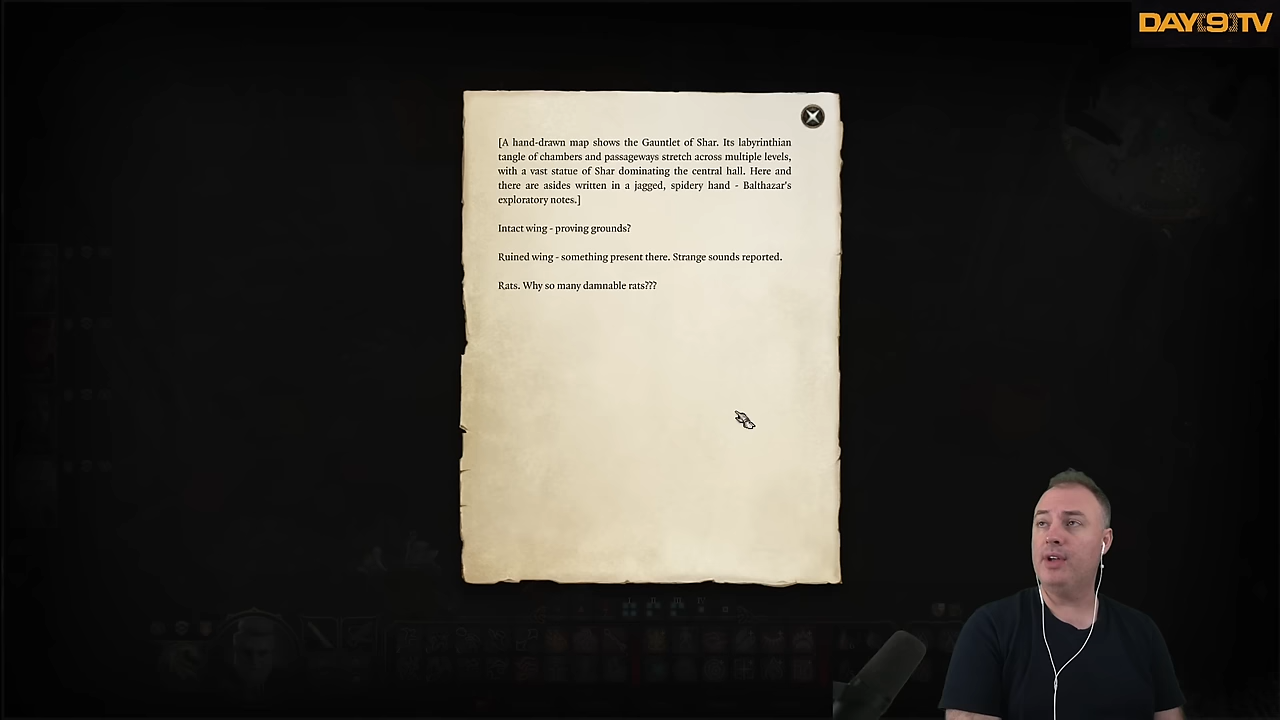 DAY[9]TV
[A hand-drawn map shows the Gauntlet of Shar. Its labyrinthian
tangle of chambers and passageways stretch across multiple levels,
with a vast statue of Shar dominating the central hall. Here and
there are asides written in a jagged, spidery hand - Balthazar's
exploratory notes.]
Intact wing - proving grounds?
Ruined wing - something present there. Strange sounds reported.
Rats. Why so many damnable rats???